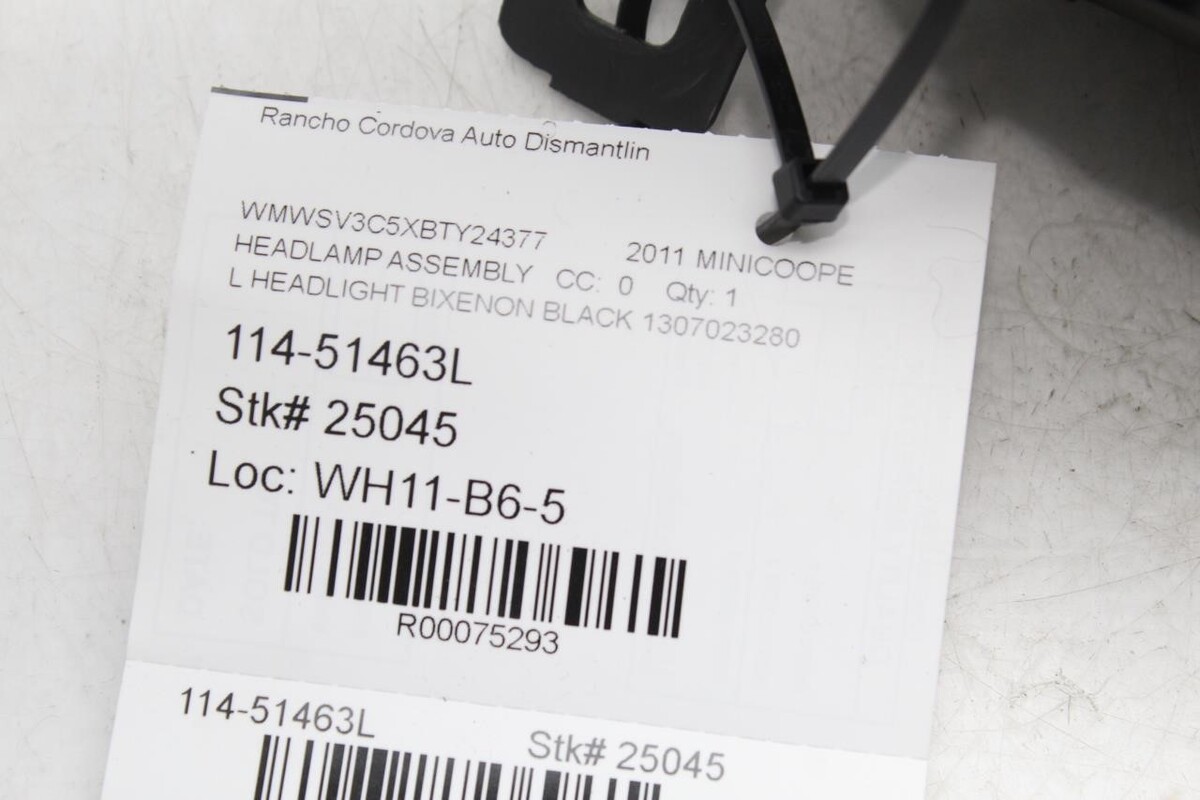 Rancho Cordova Auto Dismantlin
WMWSV3C5XBTY24377 2011 MINICOOPE
HEADLAMP ASSEMBLY CC: 0 Qty: 1
L HEADLIGHT BIXENON BLACK 1307023280
114-51463L
Stk# 25045
Loc: WH11-B6-5
R00075293
114-51463L Stk# 25045